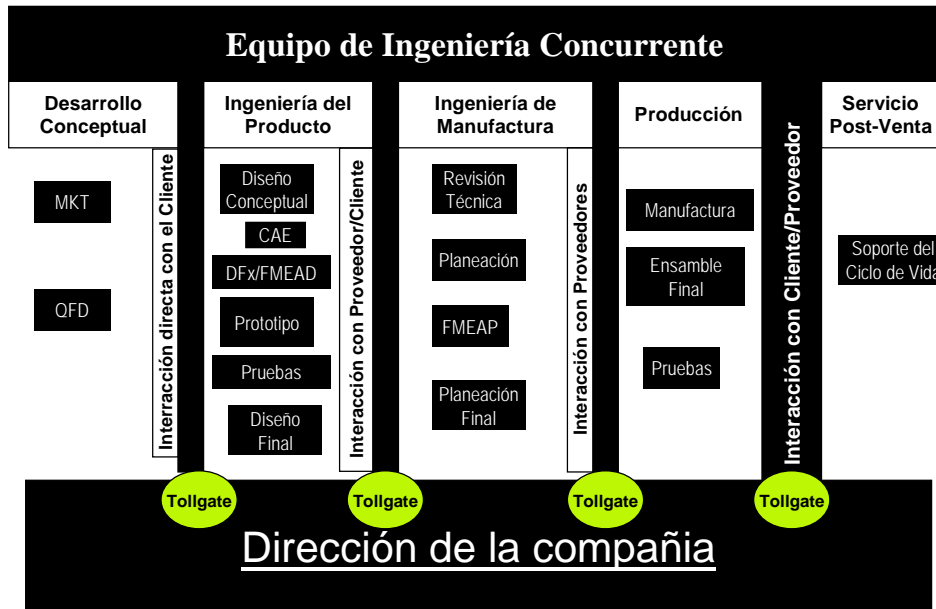 Equipo de Ingeniería Concurrente
Desarrollo
Conceptual
Ingeniería del
Producto
Ingeniería de
Manufactura
Producción
Servicio
Post-Venta
MKT
QFD
Interracción directa con el Cliente
Diseño
Conceptual
CAE
DFx/FMEAD
Prototipo
Pruebas
Diseño
Final
Interacción con Proveedor/Cliente
Revisión
Técnica
Planeación
FMEAP
Planeación
Final
Interacción con Proveedores
Manufactura
Ensamble
Final
Pruebas
Interacción con Cliente/Proveedor
Soporte del
Ciclo de Vida
Tollgate
Tollgate
Tollgate
Tollgate
Dirección de la compañia